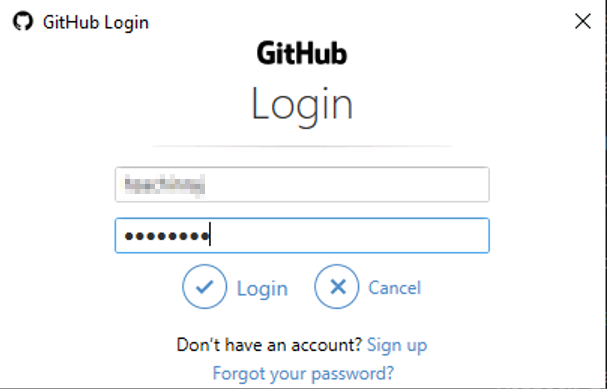 GitHub Login
GitHub
Login
••••••••
Login Cancel
Don't have an account? Sign up
Forgot your password?